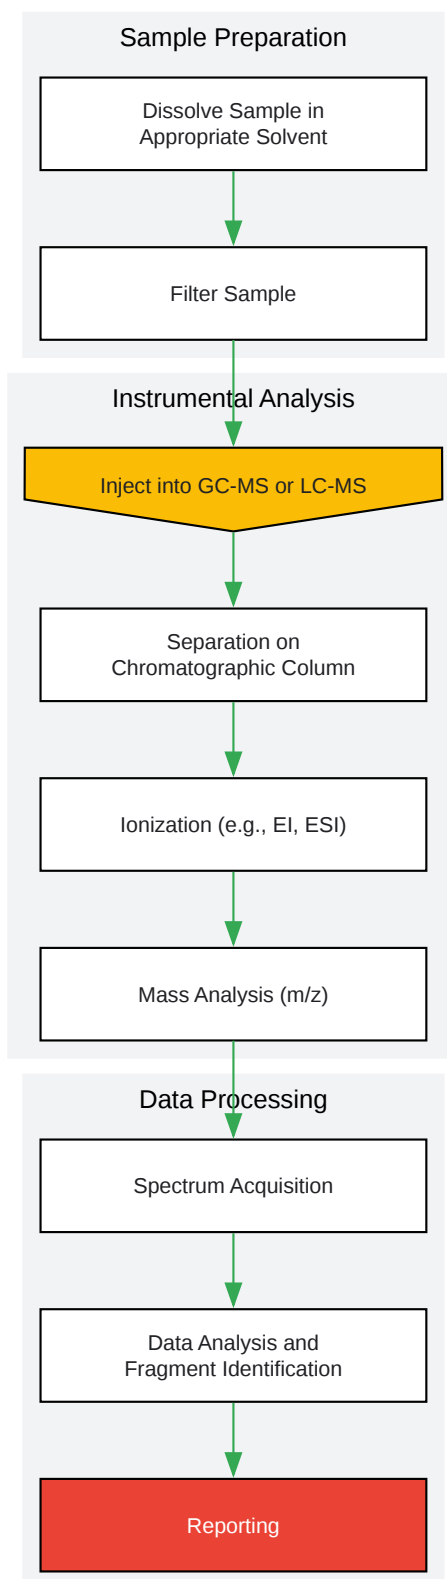 Sample Preparation
Dissolve Sample in
Appropriate Solvent
Filter Sample
Instrumental Analysis
Inject into GC-MS or LC-MS
Separation on
Chromatographic Column
Ionization (e.g., EI, ESI)
Mass Analysis (m/z)
Data Processing
Spectrum Acquisition
Data Analysis and
Fragment Identification
Reporting